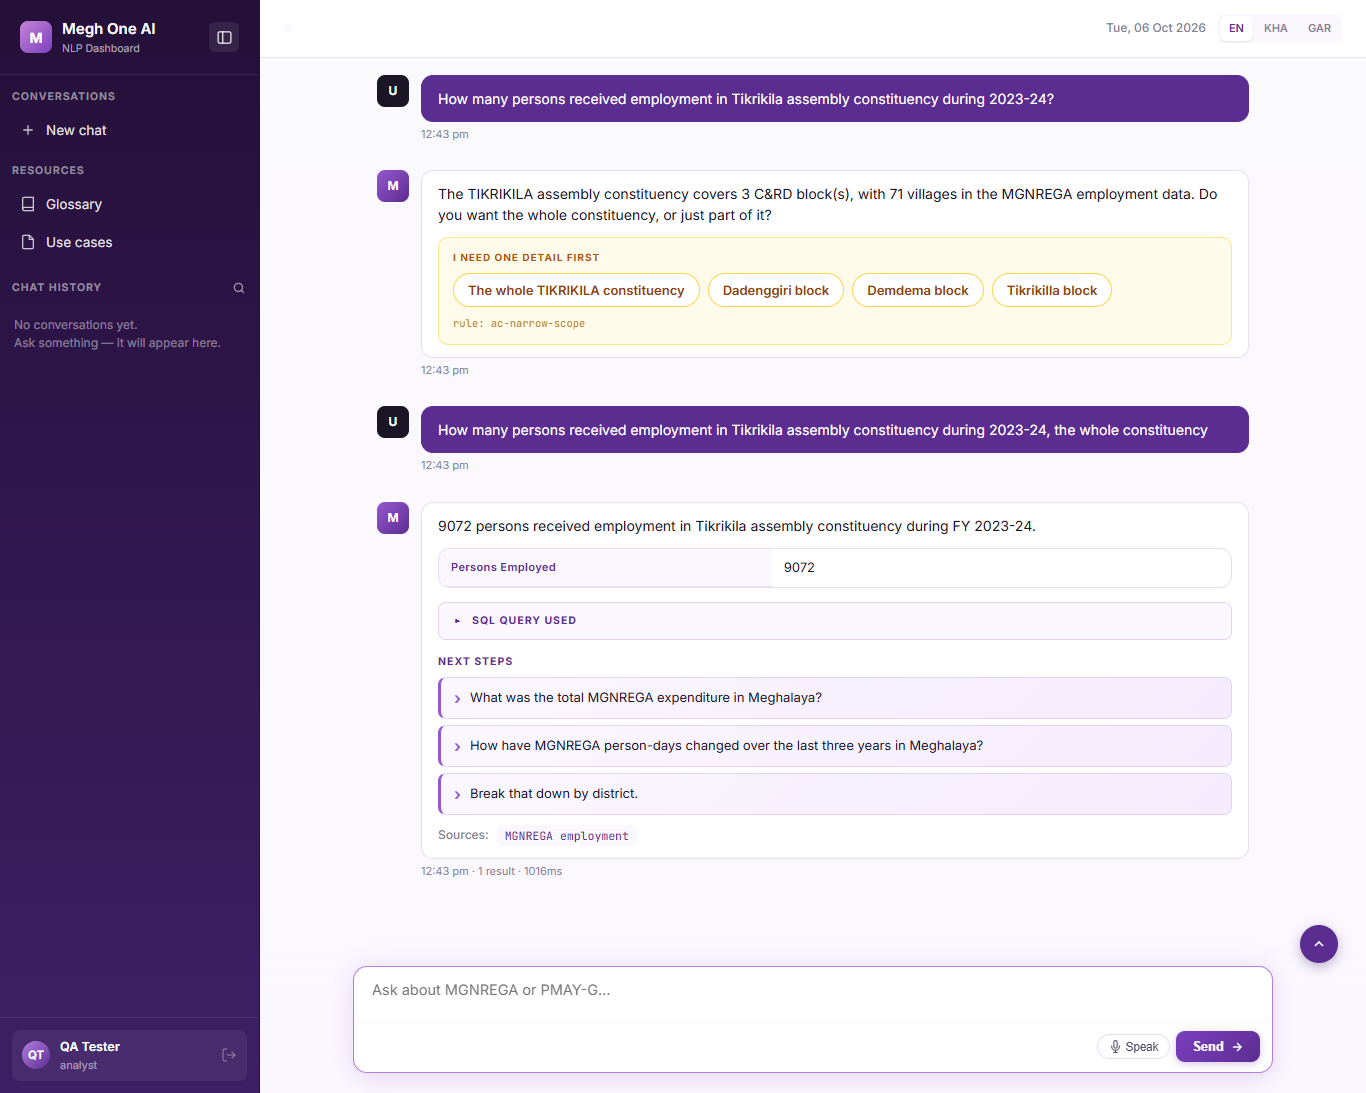 M
Megh One AI
NLP Dashboard
CONVERSATIONS
New chat
RESOURCES
Glossary
Use cases
CHAT HISTORY
No conversations yet.
Ask something — it will appear here.
QT
QA Tester
analyst
Tue, 06 Oct 2026
EN
KHA
GAR
U
How many persons received employment in Tikrikila assembly constituency during 2023-24?
12:43 pm
M
The TIKRIKILA assembly constituency covers 3 C&RD block(s), with 71 villages in the MGNREGA employment data. Do
you want the whole constituency, or just part of it?
I NEED ONE DETAIL FIRST
The whole TIKRIKILA constituency
Dadenggiri block
Demdema block
Tikrikilla block
rule: ac-narrow-scope
12:43 pm
U
How many persons received employment in Tikrikila assembly constituency during 2023-24, the whole constituency
12:43 pm
M
9072 persons received employment in Tikrikila assembly constituency during FY 2023-24.
Persons Employed
9072
SQL QUERY USED
NEXT STEPS
What was the total MGNREGA expenditure in Meghalaya?
How have MGNREGA person-days changed over the last three years in Meghalaya?
Break that down by district.
Sources: MGNREGA employment
12:43 pm · 1 result · 1016ms
Ask about MGNREGA or PMAY-G...
Speak
Send →